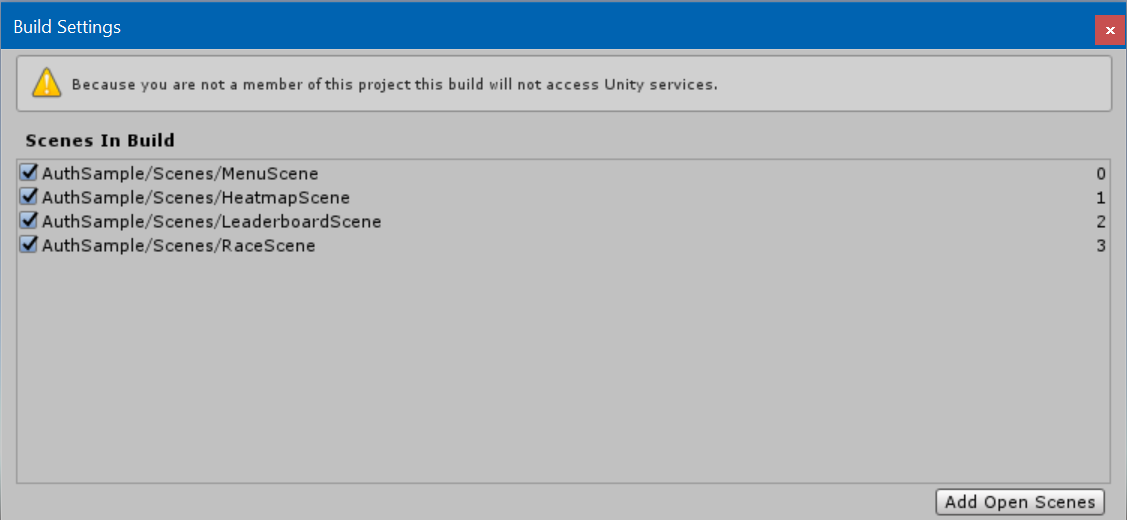 Build Settings
Because you are not a member of this project this build will not access Unity services.
Scenes In Build
AuthSample/Scenes/MenuScene 0
AuthSample/Scenes/HeatmapScene 1
AuthSample/Scenes/LeaderboardScene 2
AuthSample/Scenes/RaceScene 3
Add Open Scenes